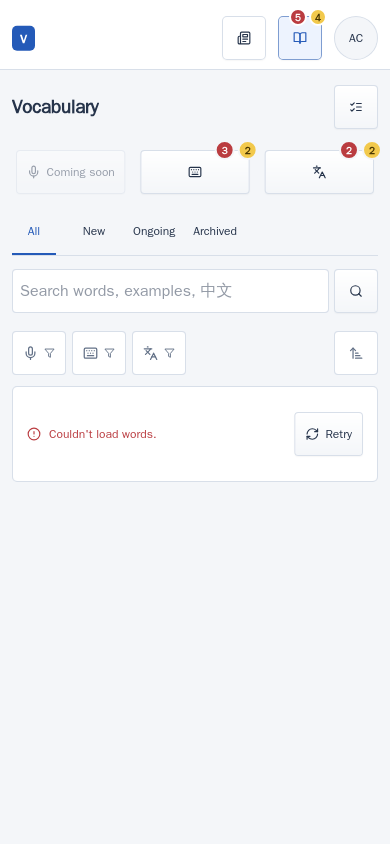 V
5
4
AC
Vocabulary
Coming soon
3
2
2
2
All New Ongoing Archived
Search words, examples, 中文
Couldn't load words.
Retry